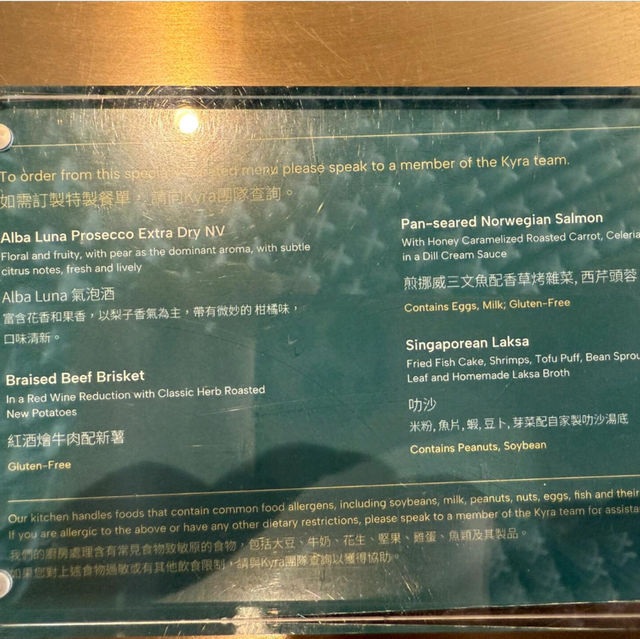 To order from this special created menu please speak to a member of the Kyra team.
如需訂製特製餐單，請向Kyra團隊查詢。
Alba Luna Prosecco Extra Dry NV
Floral and fruity, with pear as the dominant aroma, with subtle
citrus notes, fresh and lively
Alba Luna 氣泡酒
富含花香和果香，以梨子香氣為主，帶有微妙的 柑橘味，
口味清新。
Braised Beef Brisket
In a Red Wine Reduction with Classic Herb Roasted
New Potatoes
紅酒燴牛肉配新薯
Gluten-Free
Pan-seared Norwegian Salmon
With Honey Caramelized Roasted Carrot, Celeria
in a Dill Cream Sauce
煎挪威三文魚配香草烤雜菜, 西芹頭蓉
Contains Eggs, Milk; Gluten-Free
Singaporean Laksa
Fried Fish Cake, Shrimps, Tofu Puff, Bean Sprou
Leaf and Homemade Laksa Broth
叻沙
米粉, 魚片, 蝦, 豆卜, 芽菜配自家製叻沙湯底
Contains Peanuts, Soybean
Our kitchen handles foods that contain common food allergens, including soybeans, milk, peanuts, nuts, eggs, fish and their
If you are allergic to the above or have any other dietary restrictions, please speak to a member of the Kyra team for assista
我們的廚房處理含有常見食物致敏原的食物，包括大豆、牛奶、花生、堅果、雞蛋、魚類及其製品。
如果您對上述食物過敏或有其他飲食限制，請與Kyra團隊查詢以獲得協助。